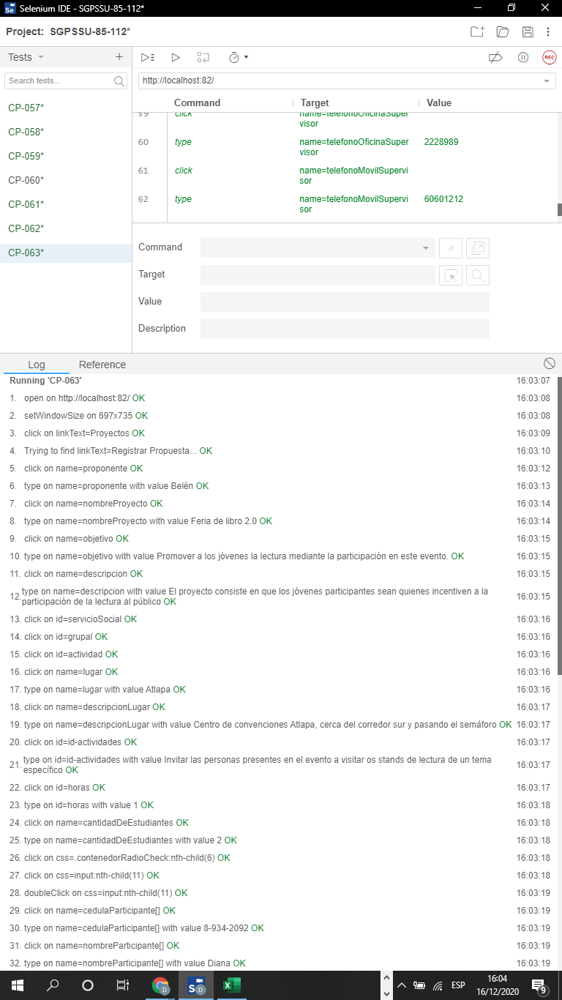 Selenium IDE - SGPSSU-85-112*
Project: SGPSSU-85-112*
Tests
REC
Search tests...
http://localhost:82/
Command Target Value
CP-057*
CP-058*
CP-059*
CP-060*
CP-061*
CP-062*
CP-063*
59 click name=telefonoOficinaSuper
visor
60 type name=telefonoOficinaSuper 2228989
visor
61 click name=telefonoMovilSupervi
sor
62 type name=telefonoMovilSupervi 60601212
sor
Command //
Target
Value
Description
Log Reference
Running 'CP-063' 16:03:07
1. open on http://localhost:82/ OK 16:03:08
2. setWindowSize on 697x735 OK 16:03:08
3. click on linkText=Proyectos OK 16:03:09
4. Trying to find linkText=Registrar Propuesta... OK 16:03:10
5. click on name=proponente OK 16:03:12
6. type on name=proponente with value Belén OK 16:03:13
7. click on name=nombreProyecto OK 16:03:14
8. type on name=nombreProyecto with value Feria de libro 2.0 OK 16:03:14
9. click on name=objetivo OK 16:03:15
10. type on name=objetivo with value Promover a los jóvenes la lectura mediante la participación en este evento. OK 16:03:15
11. click on name=descripcion OK 16:03:15
12. type on name=descripcion with value El proyecto consiste en que los jóvenes participantes sean quienes incentiven a la
participación de la lectura al público OK 16:03:15
13. click on id=servicioSocial OK 16:03:16
14. click on id=grupal OK 16:03:16
15. click on id=actividad OK 16:03:16
16. click on name=lugar OK 16:03:16
17. type on name=lugar with value Atlapa OK 16:03:16
18. click on name=descripcionLugar OK 16:03:17
19. type on name=descripcionLugar with value Centro de convenciones Atlapa, cerca del corredor sur y pasando el semáforo OK 16:03:17
20. click on id=id-actividades OK 16:03:17
21. type on id=id-actividades with value Invitar las personas presentes en el evento a visitar os stands de lectura de un tema
específico OK 16:03:17
22. click on id=horas OK 16:03:17
23. type on id=horas with value 1 OK 16:03:18
24. click on name=cantidadDeEstudiantes OK 16:03:18
25. type on name=cantidadDeEstudiantes with value 2 OK 16:03:18
26. click on css=.contenedorRadioCheck:nth-child(6) OK 16:03:18
27. click on css=input:nth-child(11) OK 16:03:18
28. doubleClick on css=input:nth-child(11) OK 16:03:19
29. click on name=cedulaParticipante[] OK 16:03:19
30. type on name=cedulaParticipante[] with value 8-934-2092 OK 16:03:19
31. click on name=nombreParticipante[] OK 16:03:19
32. type on name=nombreParticipante[] with value Diana OK 16:03:19
ESP
16:04
16/12/2020
9